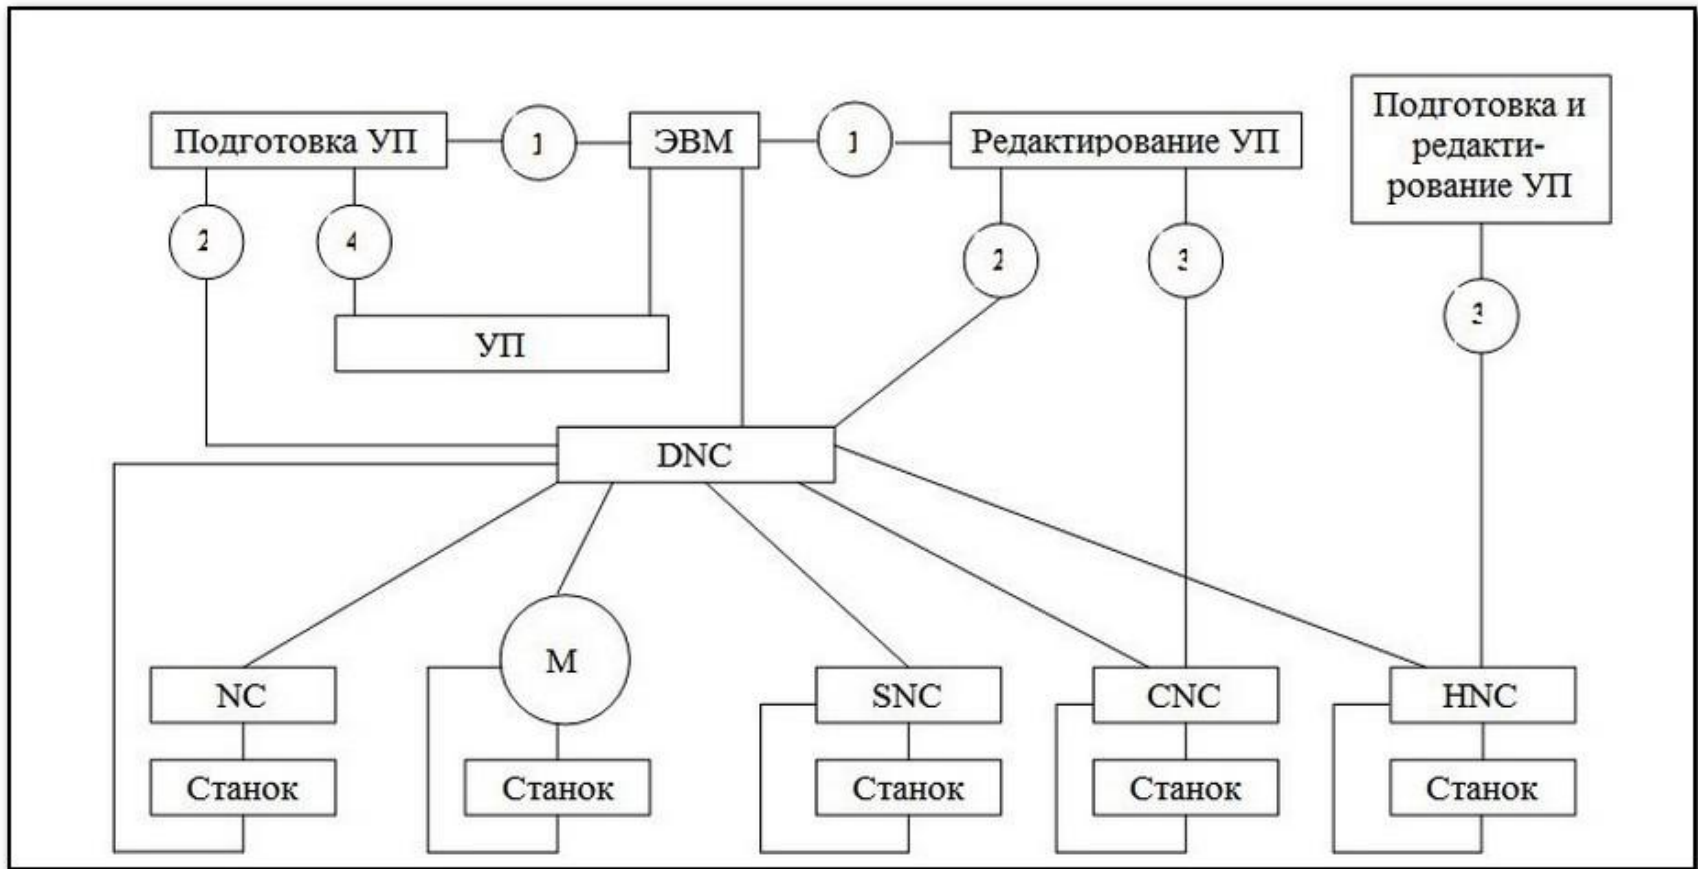 Подготовка УП
1
ЭВМ
1
Редактирование УП
Подготовка и
редакти-
рование УП
2
4
2
3
3
УП
DNC
NC
М
SNC
CNC
HNC
Станок
Станок
Станок
Станок
Станок